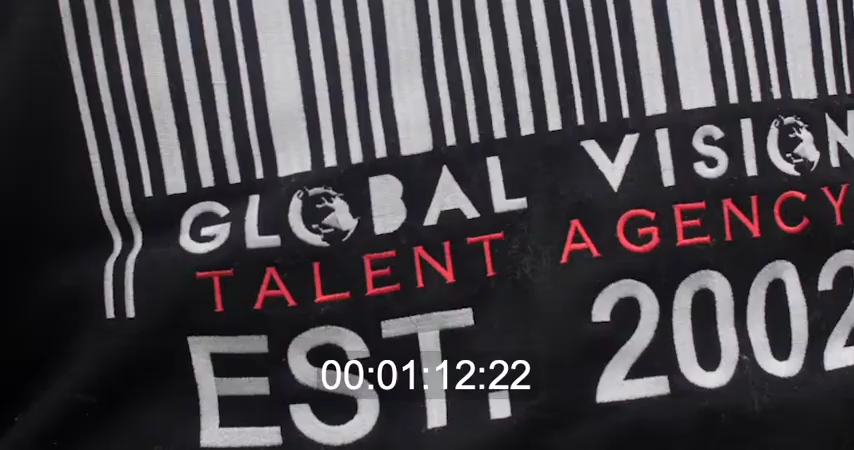 GLOBAL VISION
TALENT AGENCY
EST. 2002
00:01:12:22